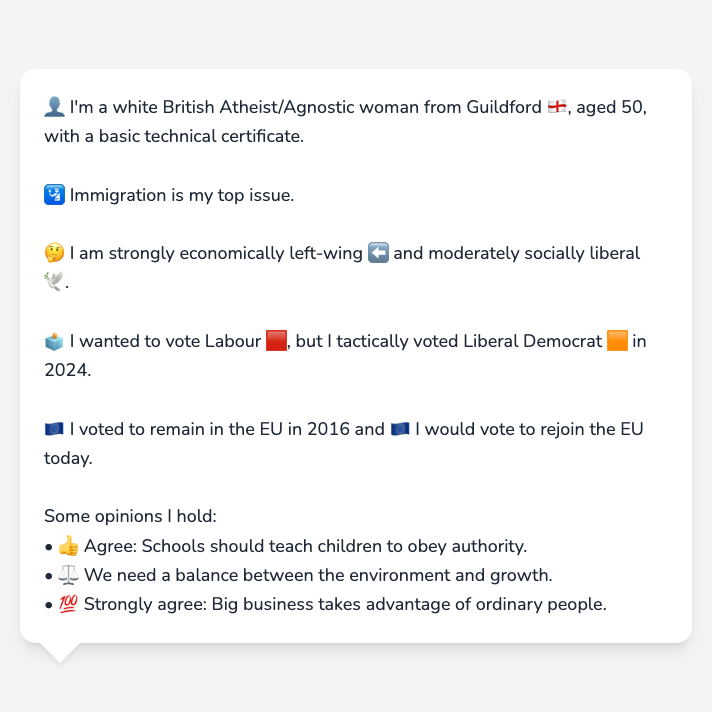 👤 I'm a white British Atheist/Agnostic woman from Guildford 🏴󠁧󠁢󠁥󠁮󠁧󠁿, aged 50,
with a basic technical certificate.
🛂 Immigration is my top issue.
🤔 I am strongly economically left-wing ⬅️ and moderately socially liberal
🕊️.
🗳️ I wanted to vote Labour 🟥, but I tactically voted Liberal Democrat 🟧 in
2024.
🇪🇺 I voted to remain in the EU in 2016 and 🇪🇺 I would vote to rejoin the EU
today.
Some opinions I hold:
• 👍 Agree: Schools should teach children to obey authority.
• ⚖️ We need a balance between the environment and growth.
• 💯 Strongly agree: Big business takes advantage of ordinary people.